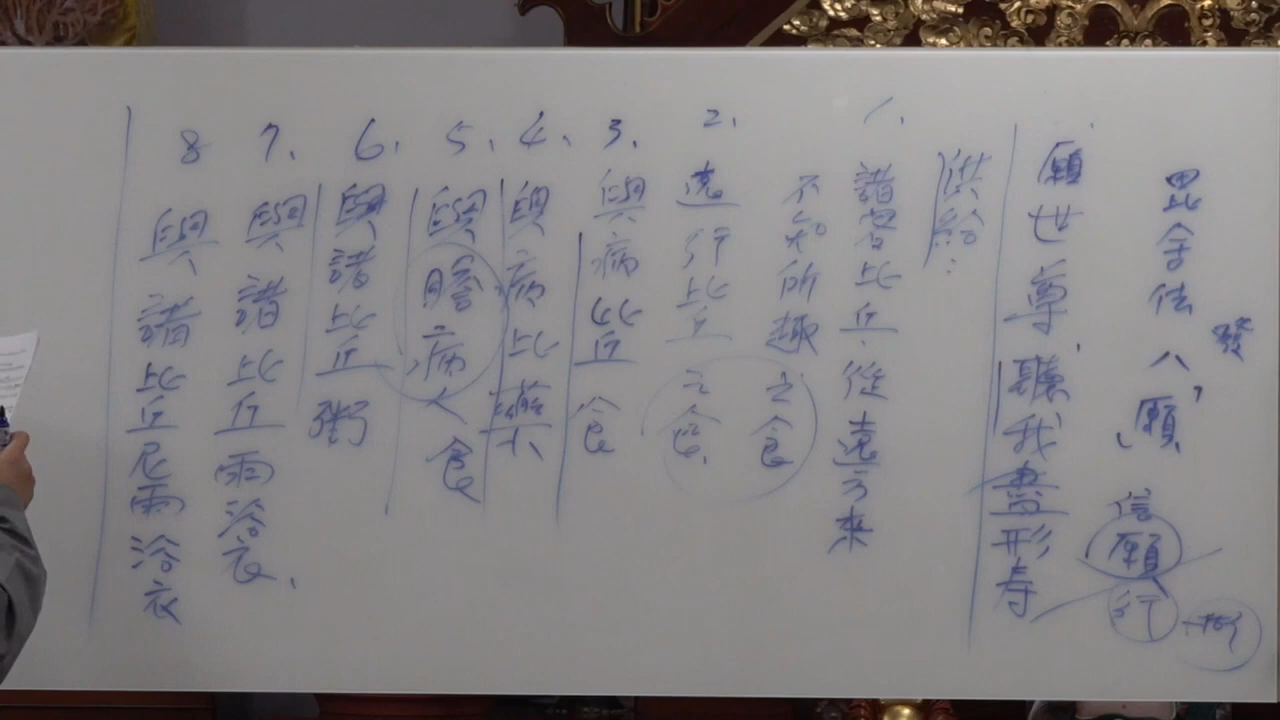 毘舍佉八願
發
信願行
願世尊聽我盡形壽
供給：
1、諸客比丘從遠方來
不知所趣之食
2、遠行比丘之食
3、與病比丘食
4、與病比丘藥
5、與瞻病人食
6、與諸比丘粥
7、與諸比丘雨浴衣
8 與諸比丘尼雨浴衣